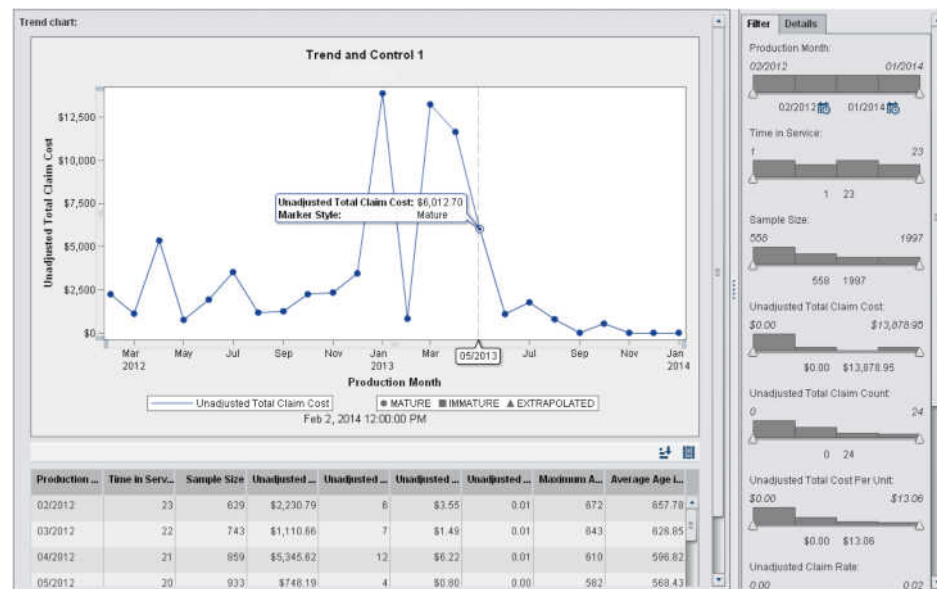 Trend chart:
Trend and Control 1
Unadjusted Total Claim Cost
$12,500
$10,000
$7,500
$5,000
$2,500
$0
Unadjusted Total Claim Cost: $6,012.70
Marker Style: Mature
Mar May Jul Sep Nov Jan Mar 05/2013 Jul Sep Nov Jan
2012 2013 2014
Production Month
Unadjusted Total Claim Cost MATURE IMMATURE EXTRAPOLATED
Feb 2, 2014 12:00:00 PM
Production ... Time in Serv... Sample Size Unadjusted ... Unadjusted ... Unadjusted ... Unadjusted ... Maximum A... Average Age i...
02/2012 23 629 $2,230.79 6 $3.55 0.01 672 657.78
03/2012 22 743 $1,110.66 7 $1.49 0.01 643 626.85
04/2012 21 859 $5,345.62 12 $6.22 0.01 610 596.82
05/2012 20 933 $748.19 4 $0.80 0.00 582 568.43
Filter Details
Production Month:
02/2012 01/2014
02/2012 01/2014
Time in Service:
1 23
1 23
Sample Size:
558 1997
558 1997
Unadjusted Total Claim Cost:
$0.00 $13,878.95
$0.00 $13,878.95
Unadjusted Total Claim Count:
0 24
0 24
Unadjusted Total Cost Per Unit:
$0.00 $13.06
$0.00 $13.06
Unadjusted Claim Rate:
0.00 0.02